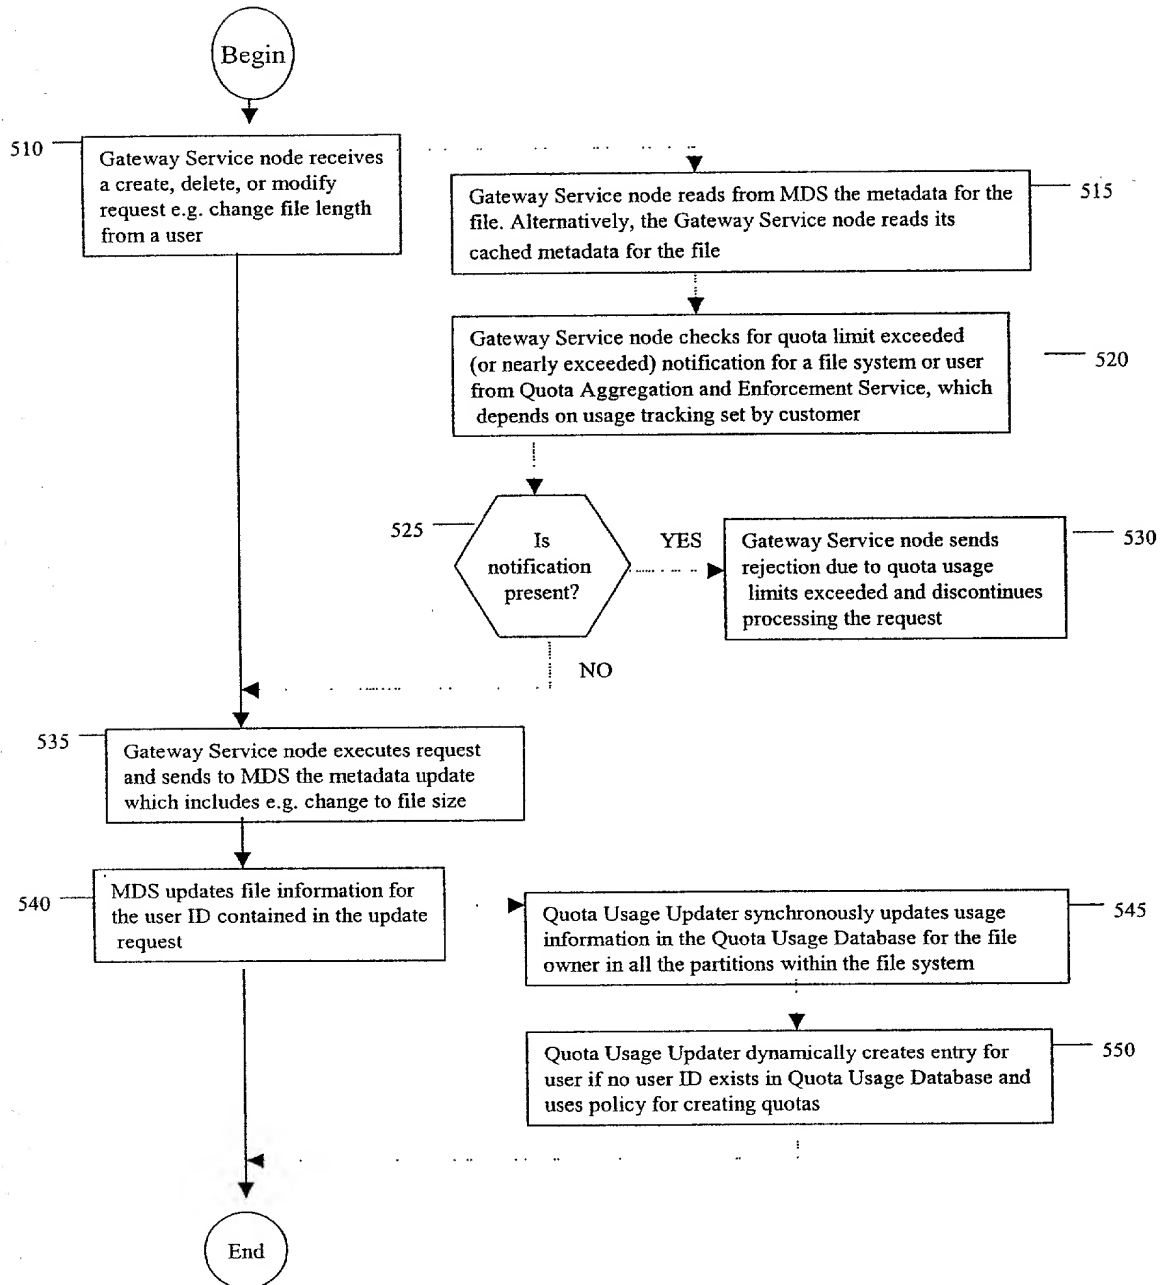 Begin
510
Gateway Service node receives
a create, delete, or modify
request e.g. change file length
from a user
Gateway Service node reads from MDS the metadata for the
file. Alternatively, the Gateway Service node reads its
cached metadata for the file
515
Gateway Service node checks for quota limit exceeded
(or nearly exceeded) notification for a file system or user
from Quota Aggregation and Enforcement Service, which
depends on usage tracking set by customer
520
525
Is
notification
present?
YES
Gateway Service node sends
rejection due to quota usage
limits exceeded and discontinues
processing the request
530
NO
535
Gateway Service node executes request
and sends to MDS the metadata update
which includes e.g. change to file size
540
MDS updates file information for
the user ID contained in the update
request
Quota Usage Updater synchronously updates usage
information in the Quota Usage Database for the file
owner in all the partitions within the file system
545
Quota Usage Updater dynamically creates entry for
user if no user ID exists in Quota Usage Database and
uses policy for creating quotas
550
End